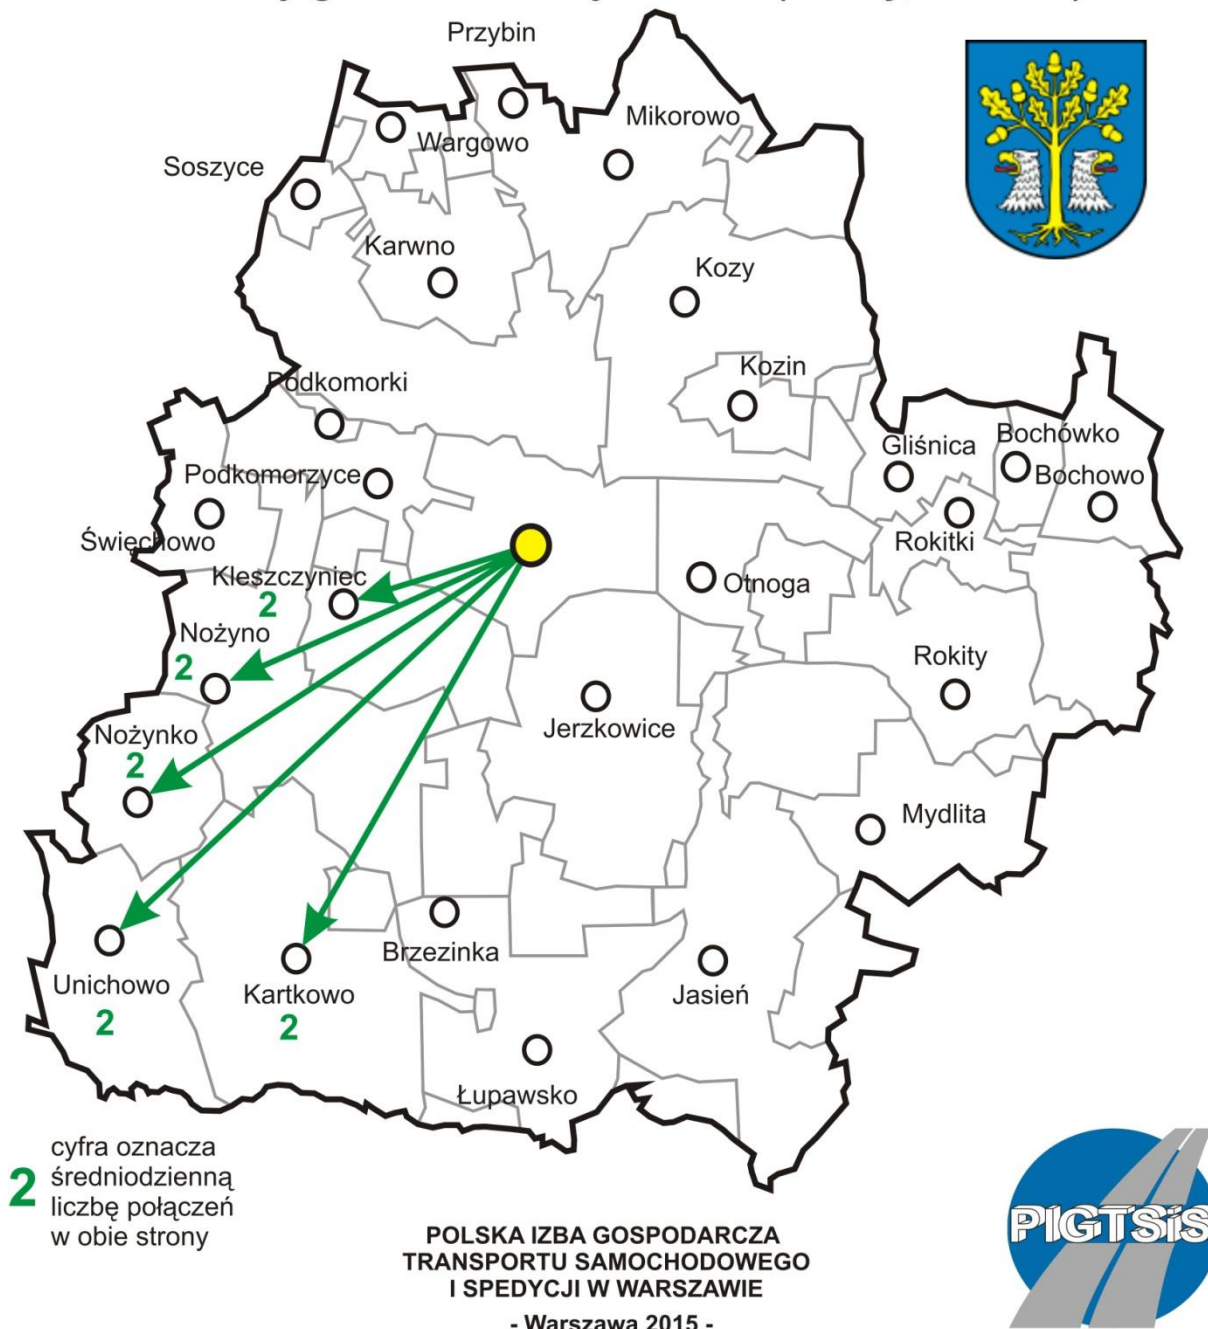 Przybin
Mikorowo
Wargowo
Soszyce
Karwno
Kozy
Kozin
Podkomorki
Gliśnica
Bochówko
Podkomorzyce
Bochowo
Święchowo
Rokitki
Kleszczyniec
2
Otnoga
Nożyno
2
Rokity
Nożynko
2
Jerzkowice
Mydlita
Brzezinka
Unichowo
2
Kartkowo
2
Jasień
Łupawsko
2
cyfra oznacza
średniodzienną
liczbę połączeń
w obie strony
PIGTSiS
POLSKA IZBA GOSPODARCZA
TRANSPORTU SAMOCHODOWEGO
I SPEDYCJI W WARSZAWIE
- Warszawa 2015 -